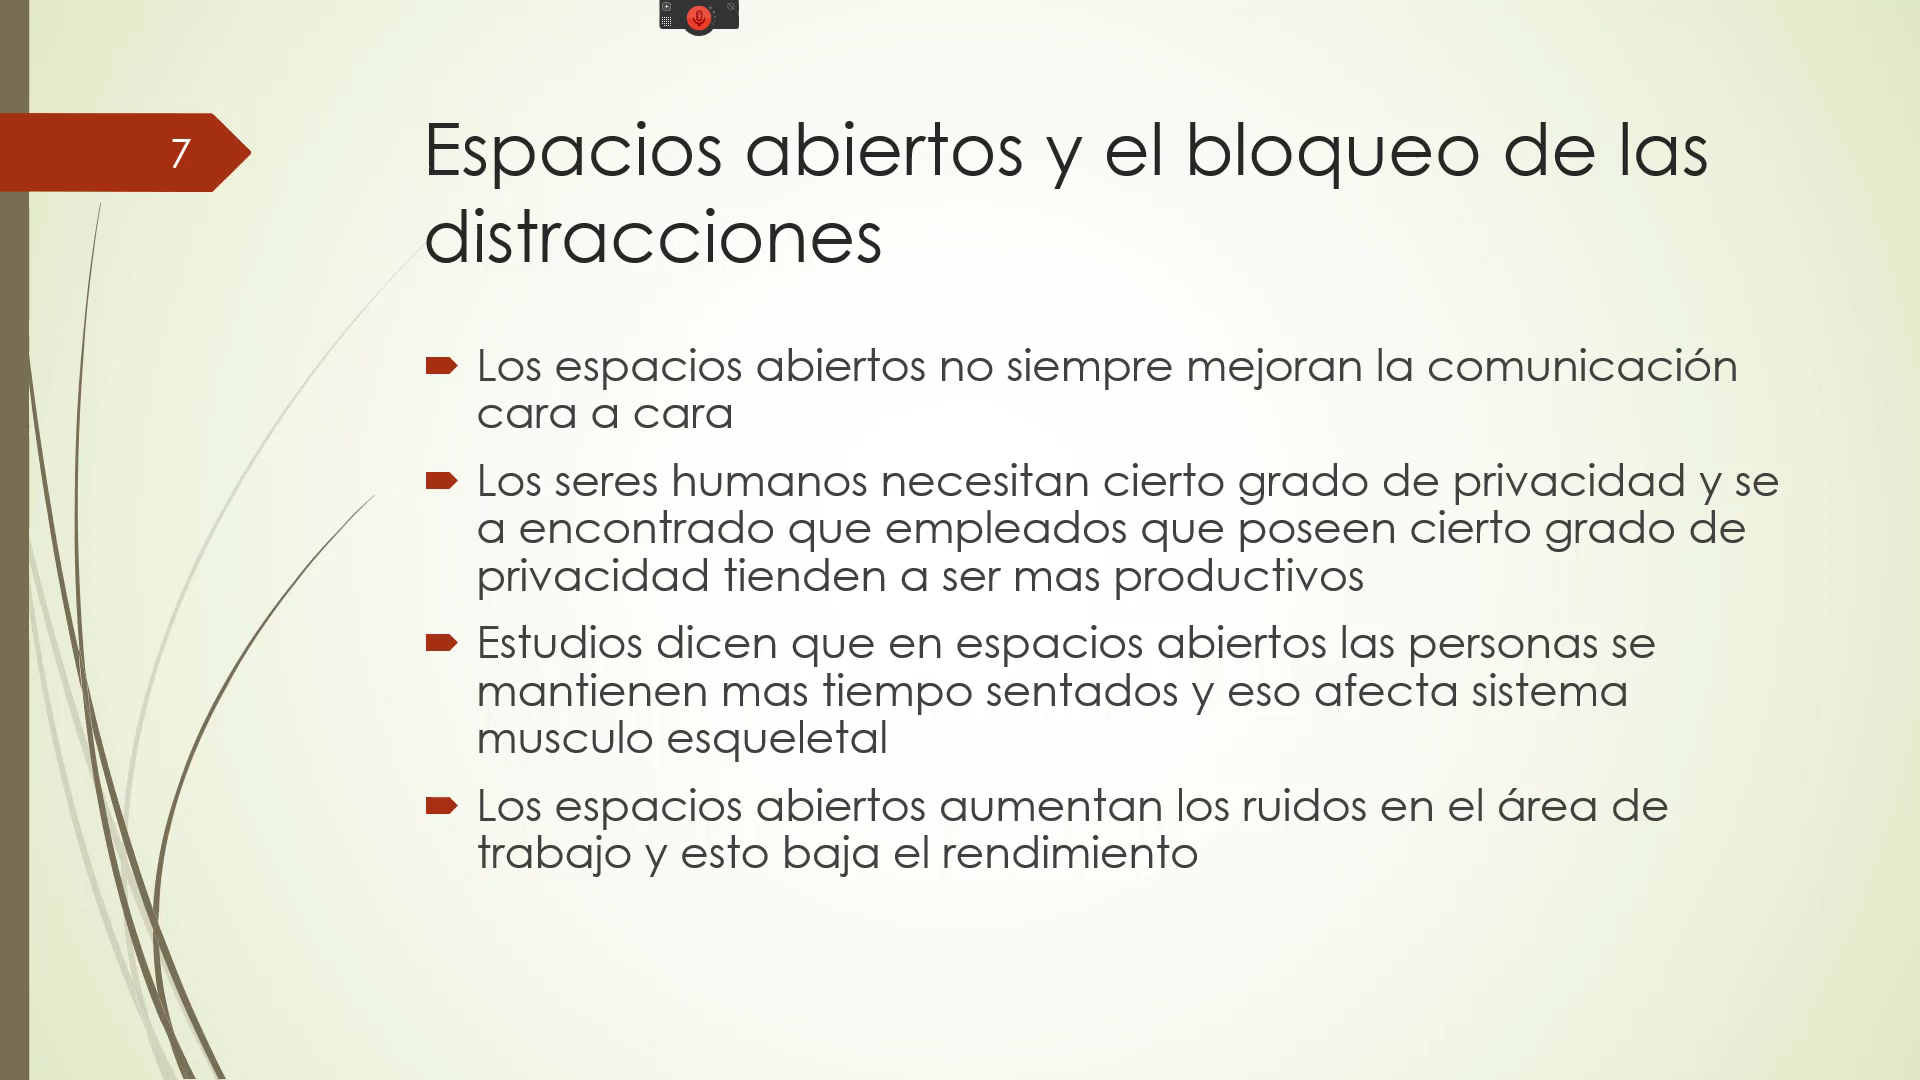 7
Espacios abiertos y el bloqueo de las
distracciones
Los espacios abiertos no siempre mejoran la comunicación
cara a cara
Los seres humanos necesitan cierto grado de privacidad y se
a encontrado que empleados que poseen cierto grado de
privacidad tienden a ser mas productivos
Estudios dicen que en espacios abiertos las personas se
mantienen mas tiempo sentados y eso afecta sistema
musculo esqueletal
Los espacios abiertos aumentan los ruidos en el área de
trabajo y esto baja el rendimiento